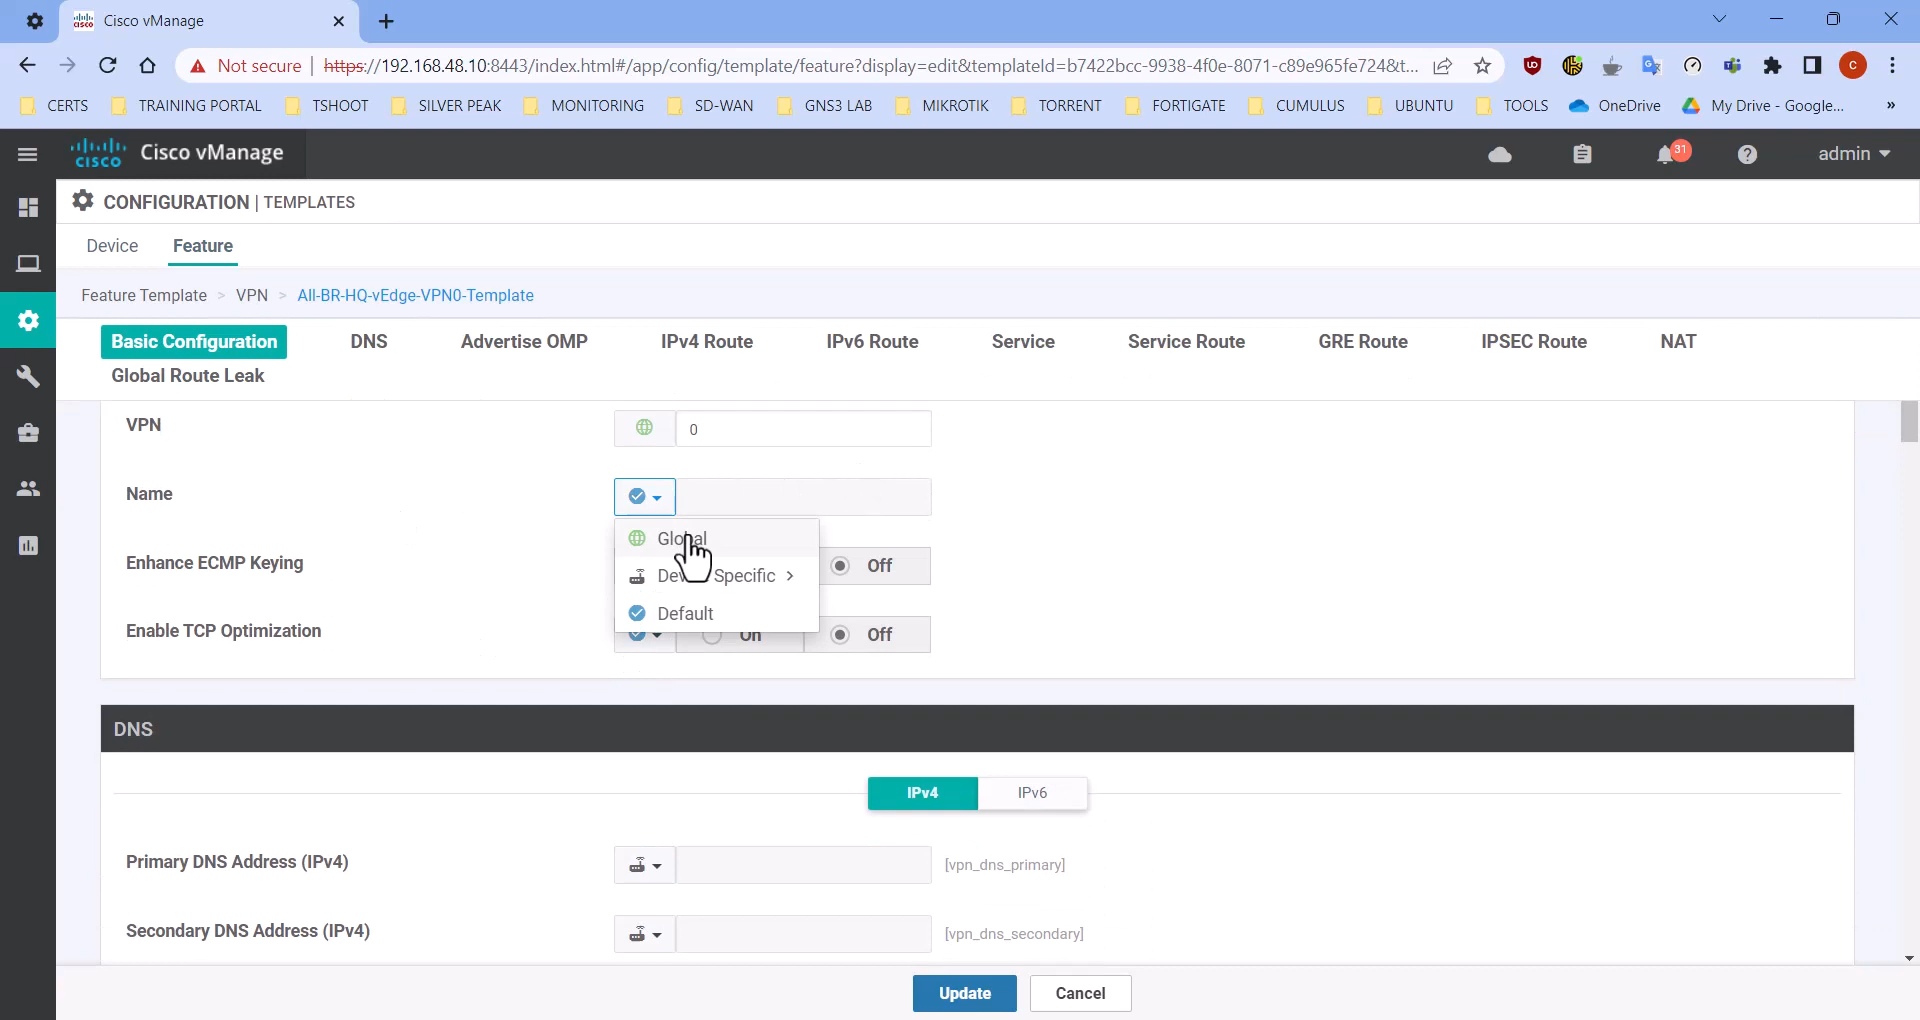 Cisco vManage
Not secure | https://192.168.48.10:8443/index.html#/app/config/template/feature?display=edit&templateId=b7422bcc-9938-4f0e-8071-c89e965fe724&t...
C
CERTS
TRAINING PORTAL
TSHOOT
SILVER PEAK
MONITORING
SD-WAN
GNS3 LAB
MIKROTIK
TORRENT
FORTIGATE
CUMULUS
UBUNTU
TOOLS
OneDrive
My Drive - Google...
»
cisco
Cisco vManage
31
admin
CONFIGURATION | TEMPLATES
Device
Feature
Feature Template > VPN > All-BR-HQ-vEdge-VPN0-Template
Basic Configuration
DNS
Advertise OMP
IPv4 Route
IPv6 Route
Service
Service Route
GRE Route
IPSEC Route
NAT
Global Route Leak
VPN
0
Name
Global
Enhance ECMP Keying
Off
Device Specific >
Default
Enable TCP Optimization
On
Off
DNS
IPv4
IPv6
Primary DNS Address (IPv4)
[vpn_dns_primary]
Secondary DNS Address (IPv4)
[vpn_dns_secondary]
Update
Cancel